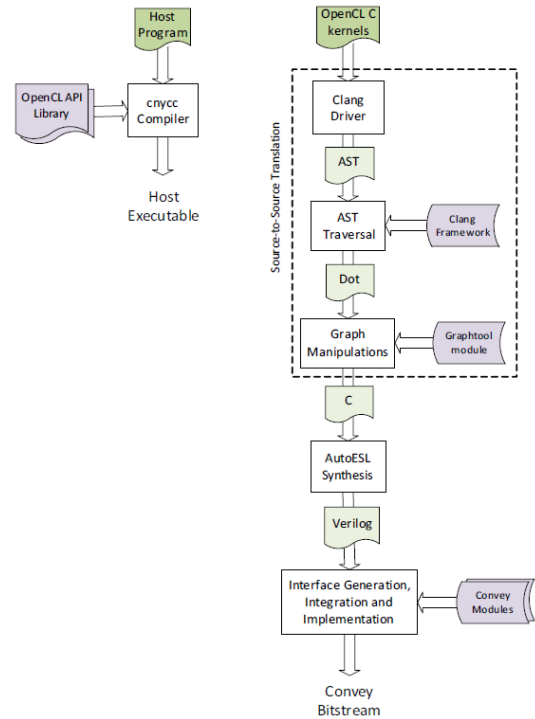 Host
Program
OpenCL API
Library
cnycc
Compiler
Host
Executable
OpenCL C
kernels
Source-to-Source Translation
Clang
Driver
AST
AST
Traversal
Clang
Framework
Dot
Graph
Manipulations
Graphtool
module
C
AutoESL
Synthesis
Verilog
Interface Generation,
Integration and
Implementation
Convey
Modules
Convey
Bitstream